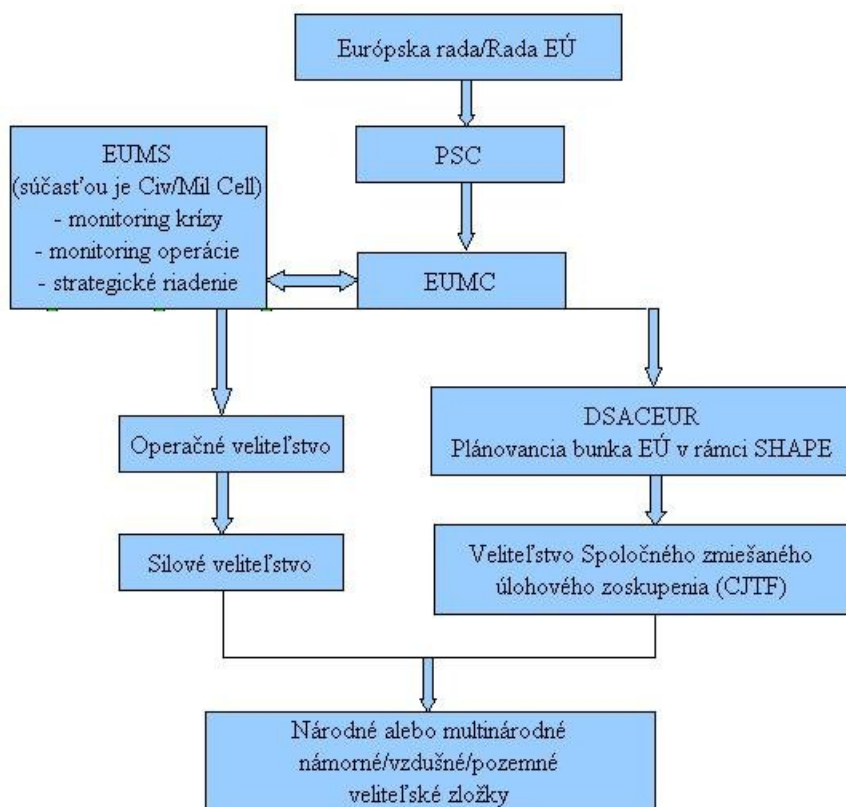 Európska rada/Rada EÚ
PSC
EUMS
(súčasťou je Civ/Mil Cell)
- monitoring krízy
- monitoring operácie
- strategické riadenie
EUMC
Operačné veliteľstvo
DSACEUR
Plánovancia bunka EÚ v rámci SHAPE
Silové veliteľstvo
Veliteľstvo Spoločného zmiešaného
úlohového zoskupenia (CJTF)
Národné alebo multinárodné
námorné/vzdušné/pozemné
veliteľské zložky